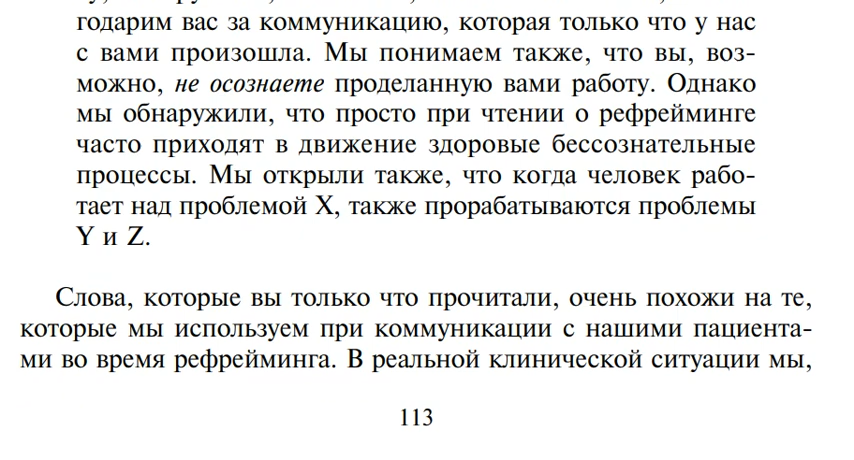 годарим вас за коммуникацию, которая только что у нас
с вами произошла. Мы понимаем также, что вы, воз-
можно, не осознаете проделанную вами работу. Однако
мы обнаружили, что просто при чтении о рефрейминге
часто приходят в движение здоровые бессознательные
процессы. Мы открыли также, что когда человек рабо-
тает над проблемой X, также прорабатываются проблемы
Y и Z.
Слова, которые вы только что прочитали, очень похожи на те,
которые мы используем при коммуникации с нашими пациента-
ми во время рефрейминга. В реальной клинической ситуации мы,
113